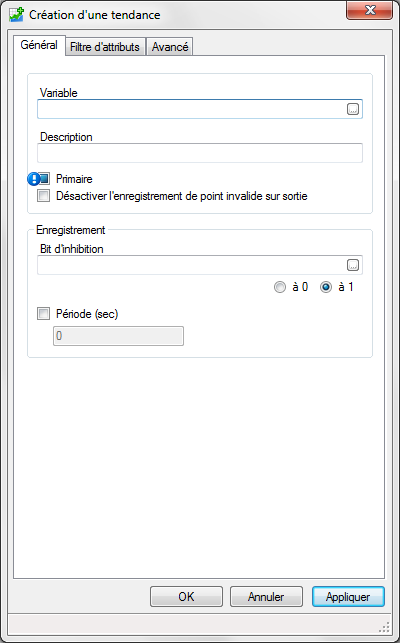 Création d'une tendance
Général Filtre d'attributs Avancé
Variable
...
Description
Primaire
Désactiver l'enregistrement de point invalide sur sortie
Enregistrement
Bit d'inhibition
...
à 0 à 1
Période (sec)
0
OK Annuler Appliquer